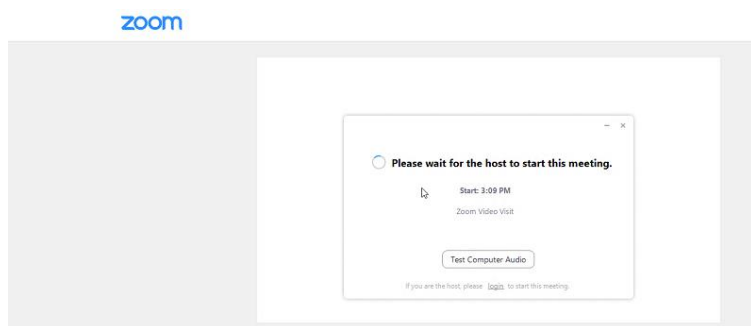 zoom
Please wait for the host to start this meeting.
Start: 3:09 PM
Zoom Video Visit
Test Computer Audio
If you are the host, please login to start this meeting.